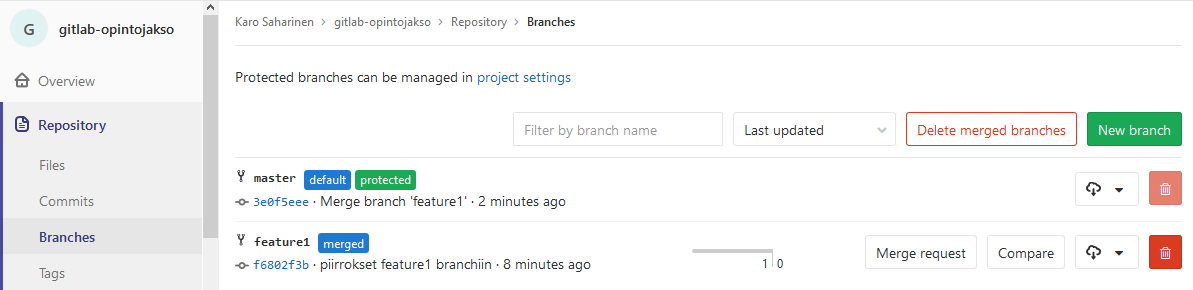 G gitlab-opintojakso
Overview
Repository
Files
Commits
Branches
Tags
Karo Saharinen > gitlab-opintojakso > Repository > Branches
Protected branches can be managed in project settings
Filter by branch name Last updated Delete merged branches New branch
master default protected
3e0f5eee · Merge branch 'feature1' · 2 minutes ago
feature1 merged
f6802f3b · piirrokset feature1 branchiin · 8 minutes ago
1 0
Merge request Compare